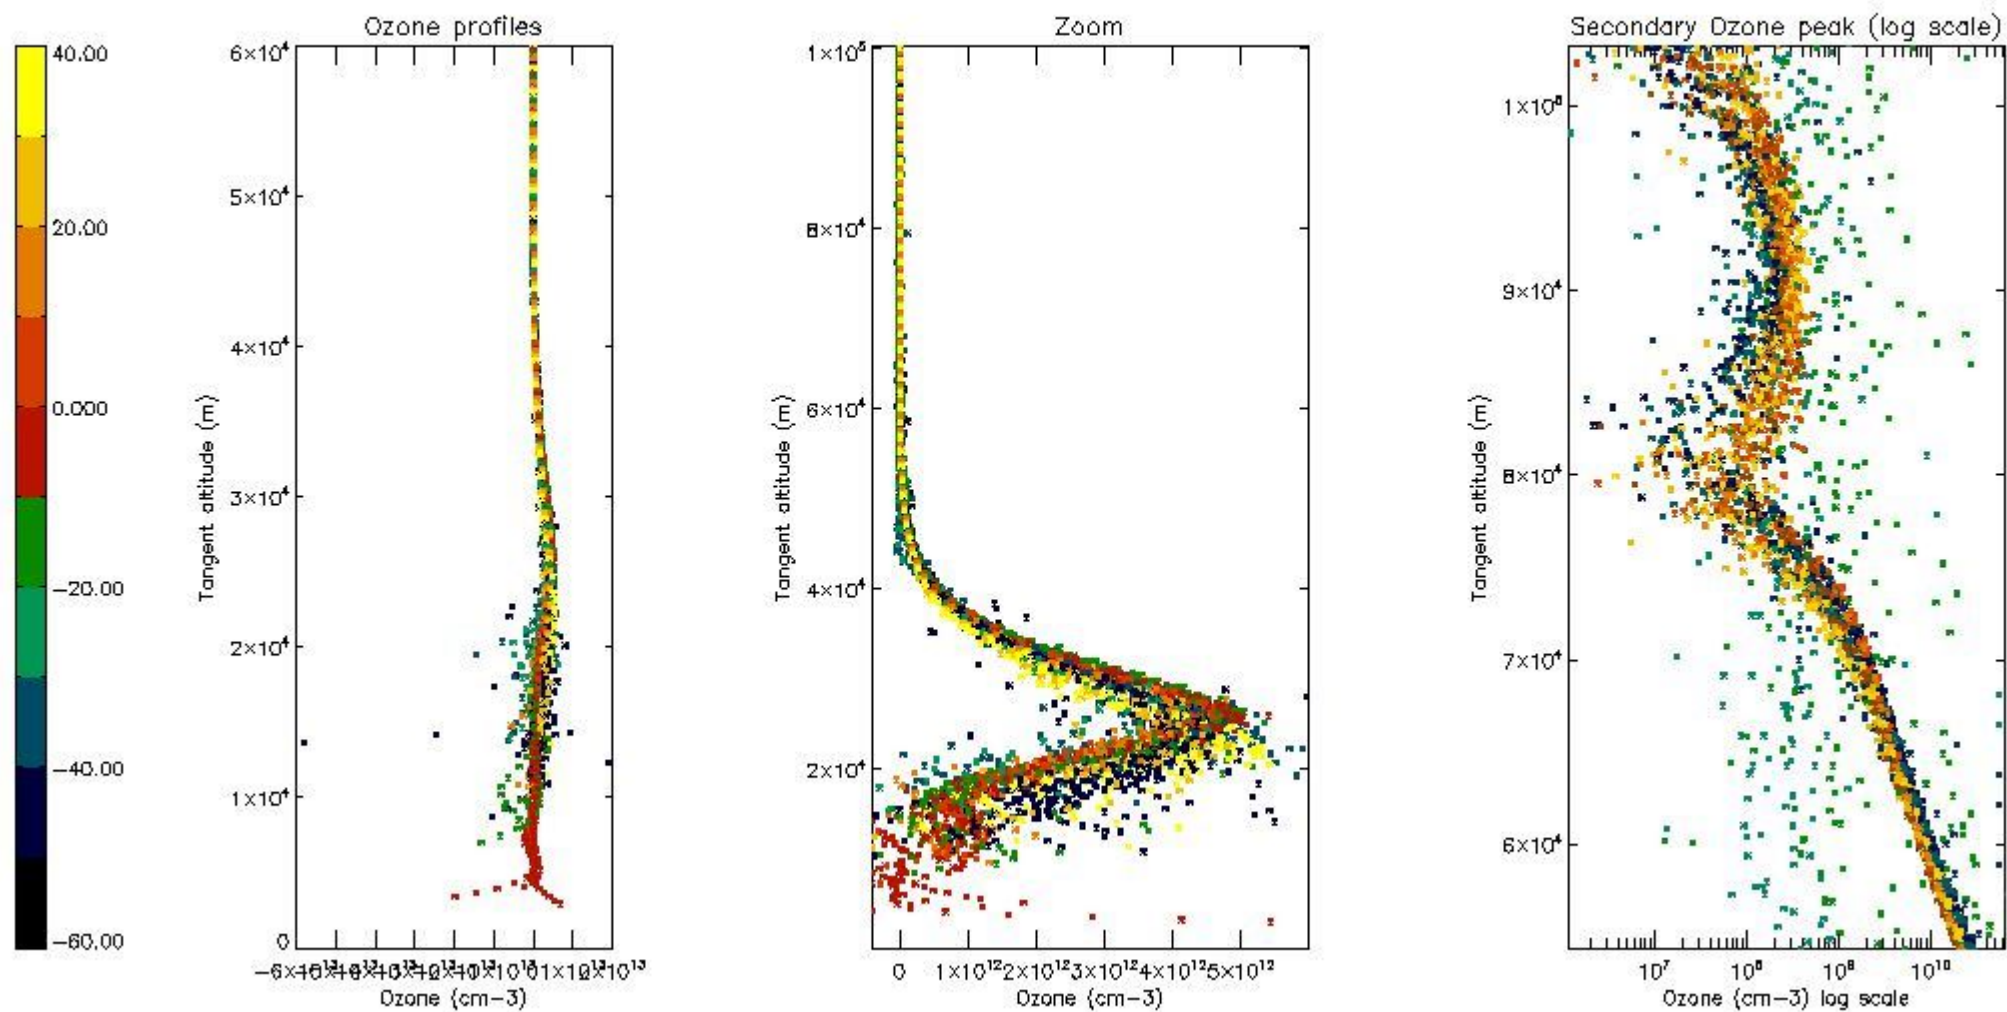 Ozone profiles
Zoom
Secondary Ozone peak (log scale)
40.00
20.00
0.000
−20.00
−40.00
−60.00
6×10⁴
5×10⁴
4×10⁴
3×10⁴
2×10⁴
1×10⁴
0
Tangent altitude (m)
Ozone (cm−3)
1×10⁵
8×10⁴
6×10⁴
4×10⁴
2×10⁴
Tangent altitude (m)
0 1×10¹² 2×10¹² 3×10¹² 4×10¹² 5×10¹²
Ozone (cm−3)
1×10⁵
9×10⁴
8×10⁴
7×10⁴
6×10⁴
Tangent altitude (m)
10⁷ 10⁸ 10⁹ 10¹⁰
Ozone (cm−3) log scale